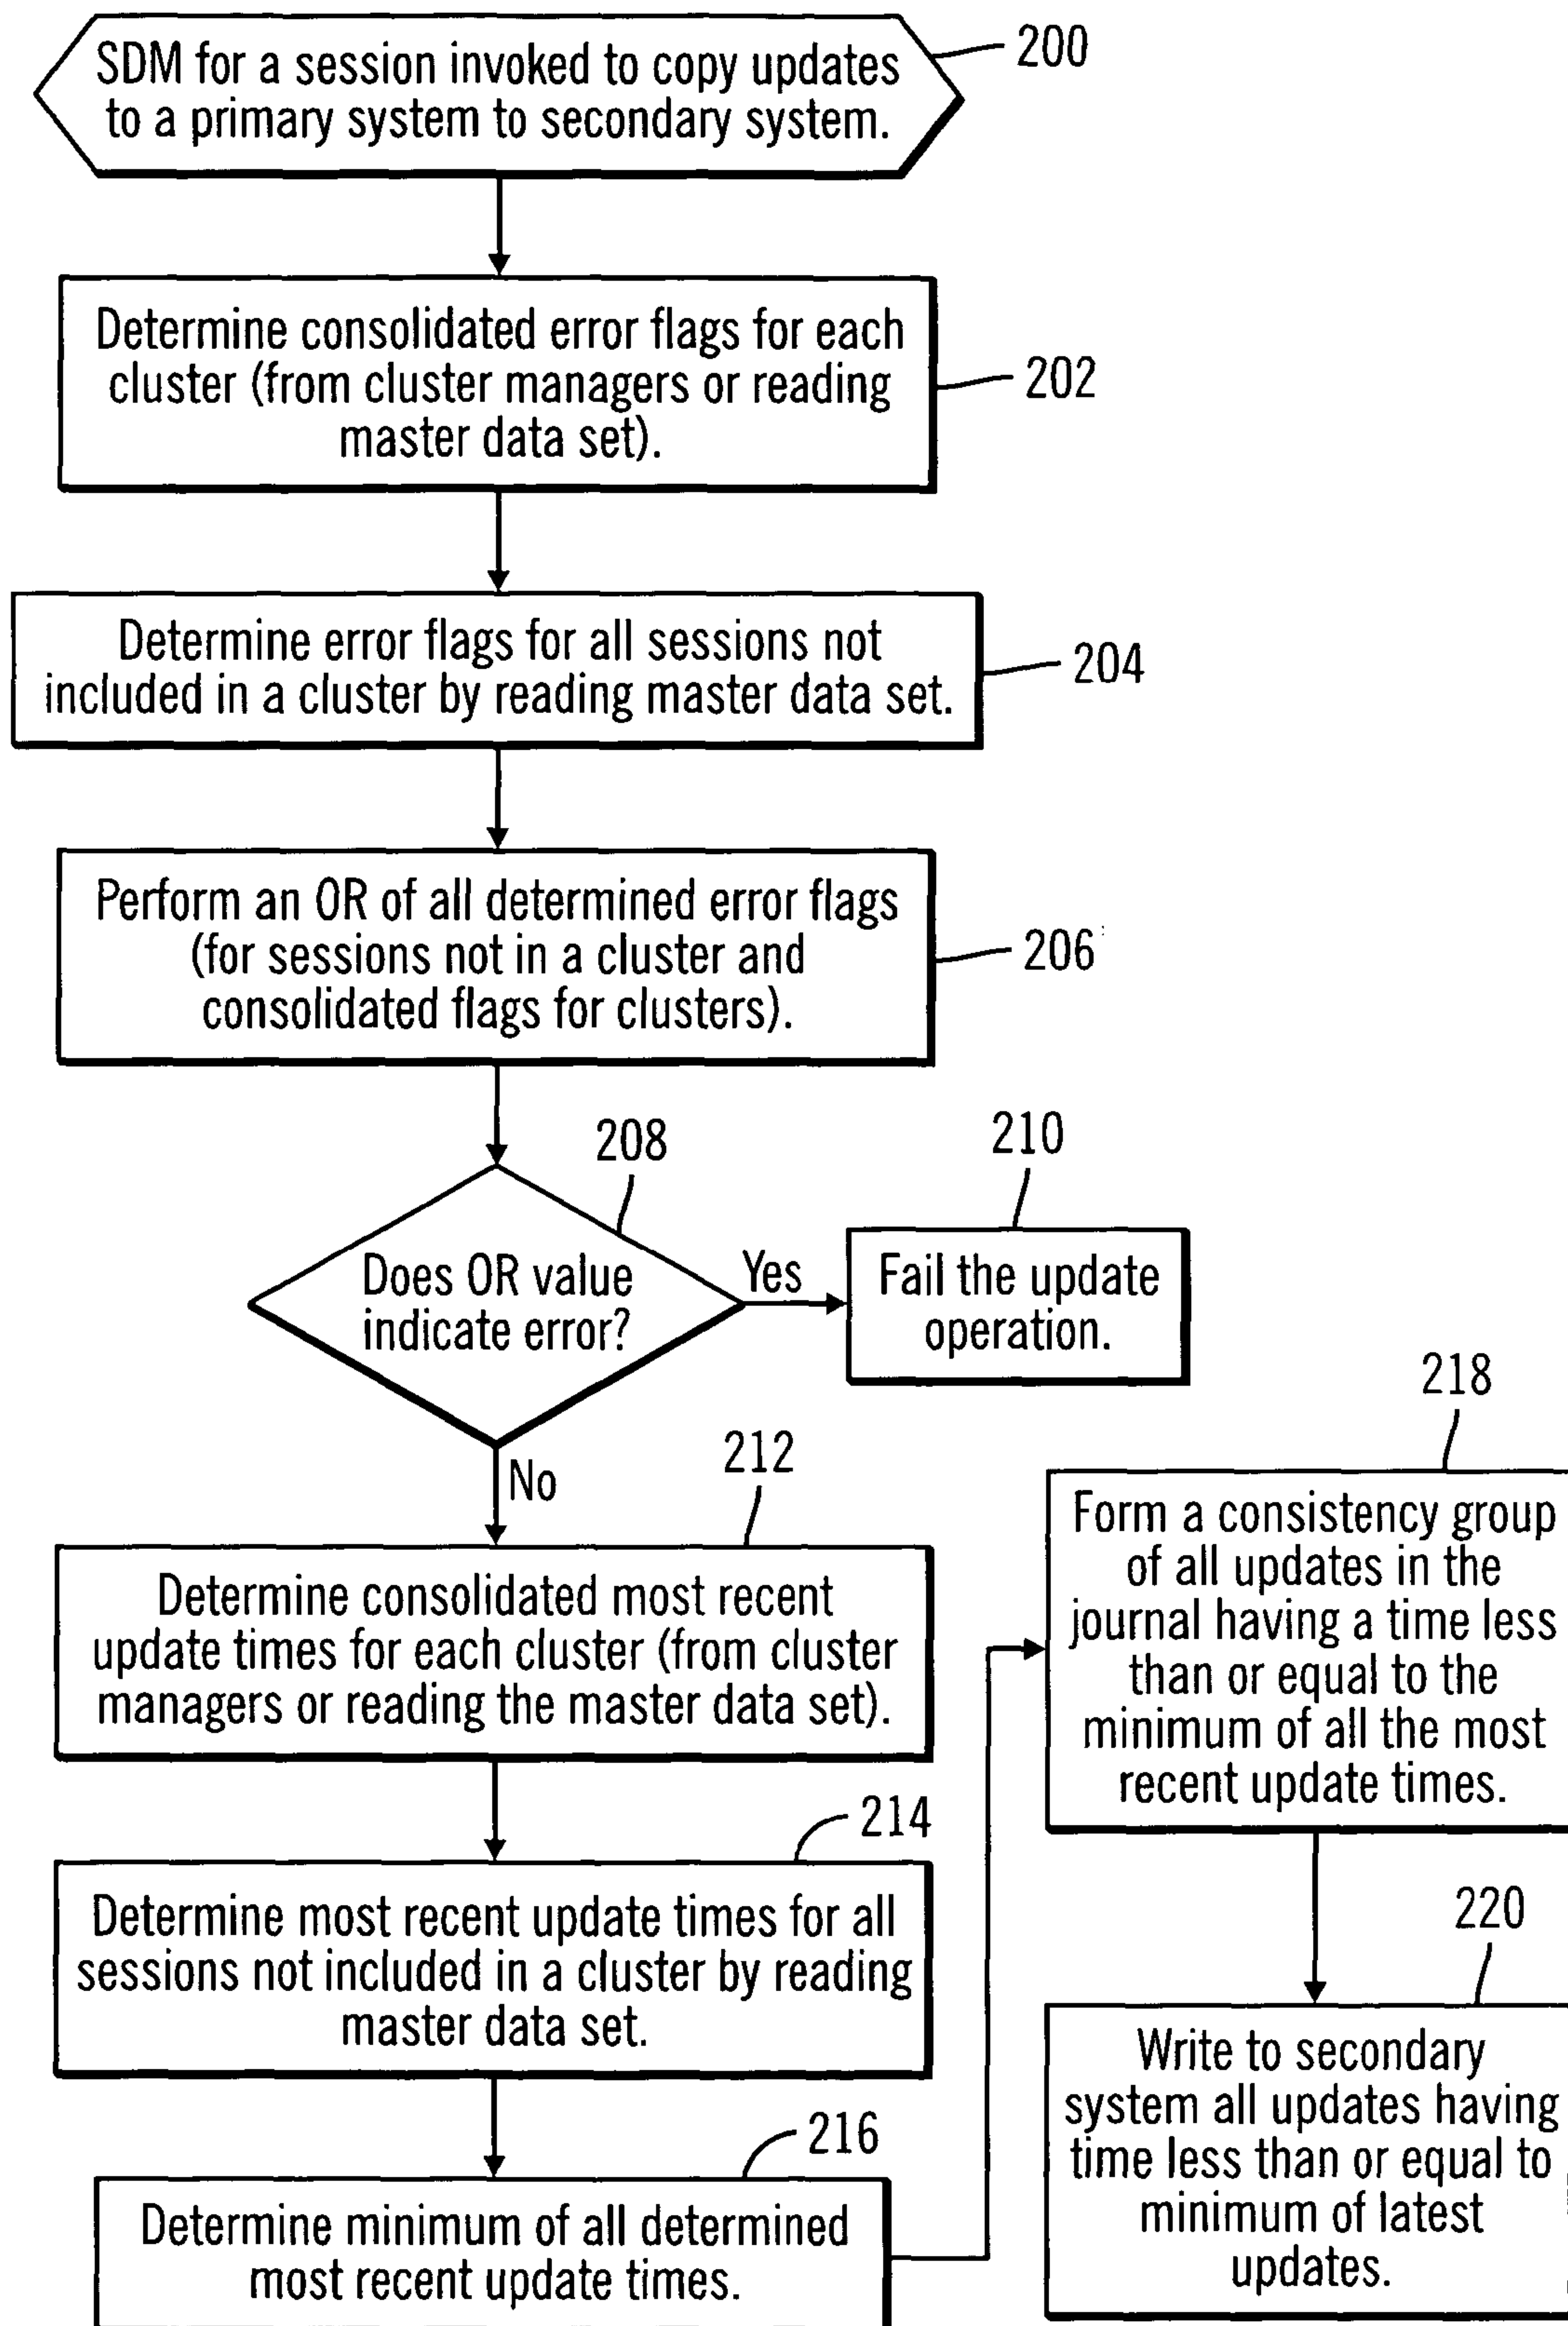 SDM for a session invoked to copy updates
to a primary system to secondary system.
200
Determine consolidated error flags for each
cluster (from cluster managers or reading
master data set).
202
Determine error flags for all sessions not
included in a cluster by reading master data set.
204
Perform an OR of all determined error flags
(for sessions not in a cluster and
consolidated flags for clusters).
206
208
Does OR value
indicate error?
Yes
210
Fail the update
operation.
No
212
Determine consolidated most recent
update times for each cluster (from cluster
managers or reading the master data set).
214
Determine most recent update times for all
sessions not included in a cluster by reading
master data set.
216
Determine minimum of all determined
most recent update times.
218
Form a consistency group
of all updates in the
journal having a time less
than or equal to the
minimum of all the most
recent update times.
220
Write to secondary
system all updates having
time less than or equal to
minimum of latest
updates.